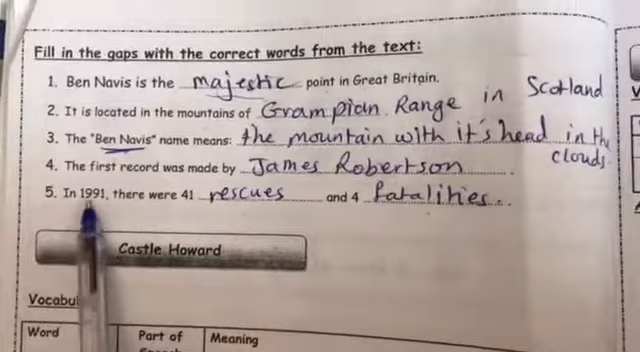 Fill in the gaps with the correct words from the text:
1. Ben Navis is the majestic point in Great Britain.
2. It is located in the mountains of Grampian Range in Scotland
3. The "Ben Navis" name means: the mountain with it's head in the clouds.
4. The first record was made by James Robertson
5. In 1991, there were 41 rescues and 4 fatalities.
Castle Howard
Word Part of Meaning